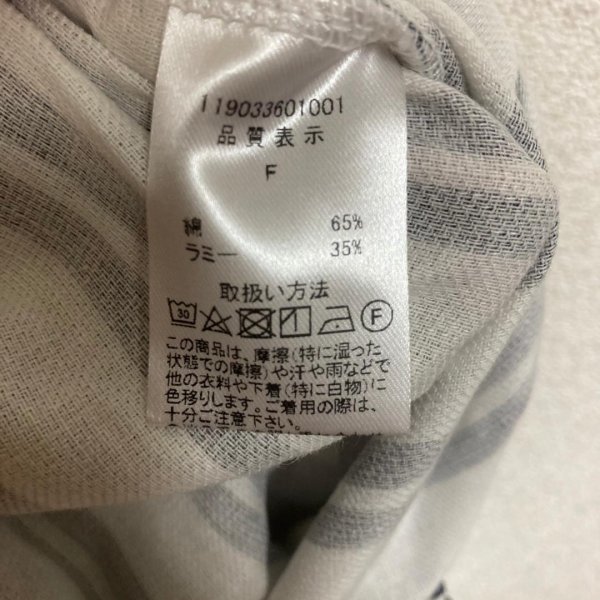 119033601001
品質表示
F
綿 65%
ラミー 35%
取扱い方法
30 F
この商品は、摩擦(特に湿った
状態での摩擦)や汗や雨などで
他の衣料や下着(特に白物)に
色移りします。ご着用の際は、
十分ご注意下さい。